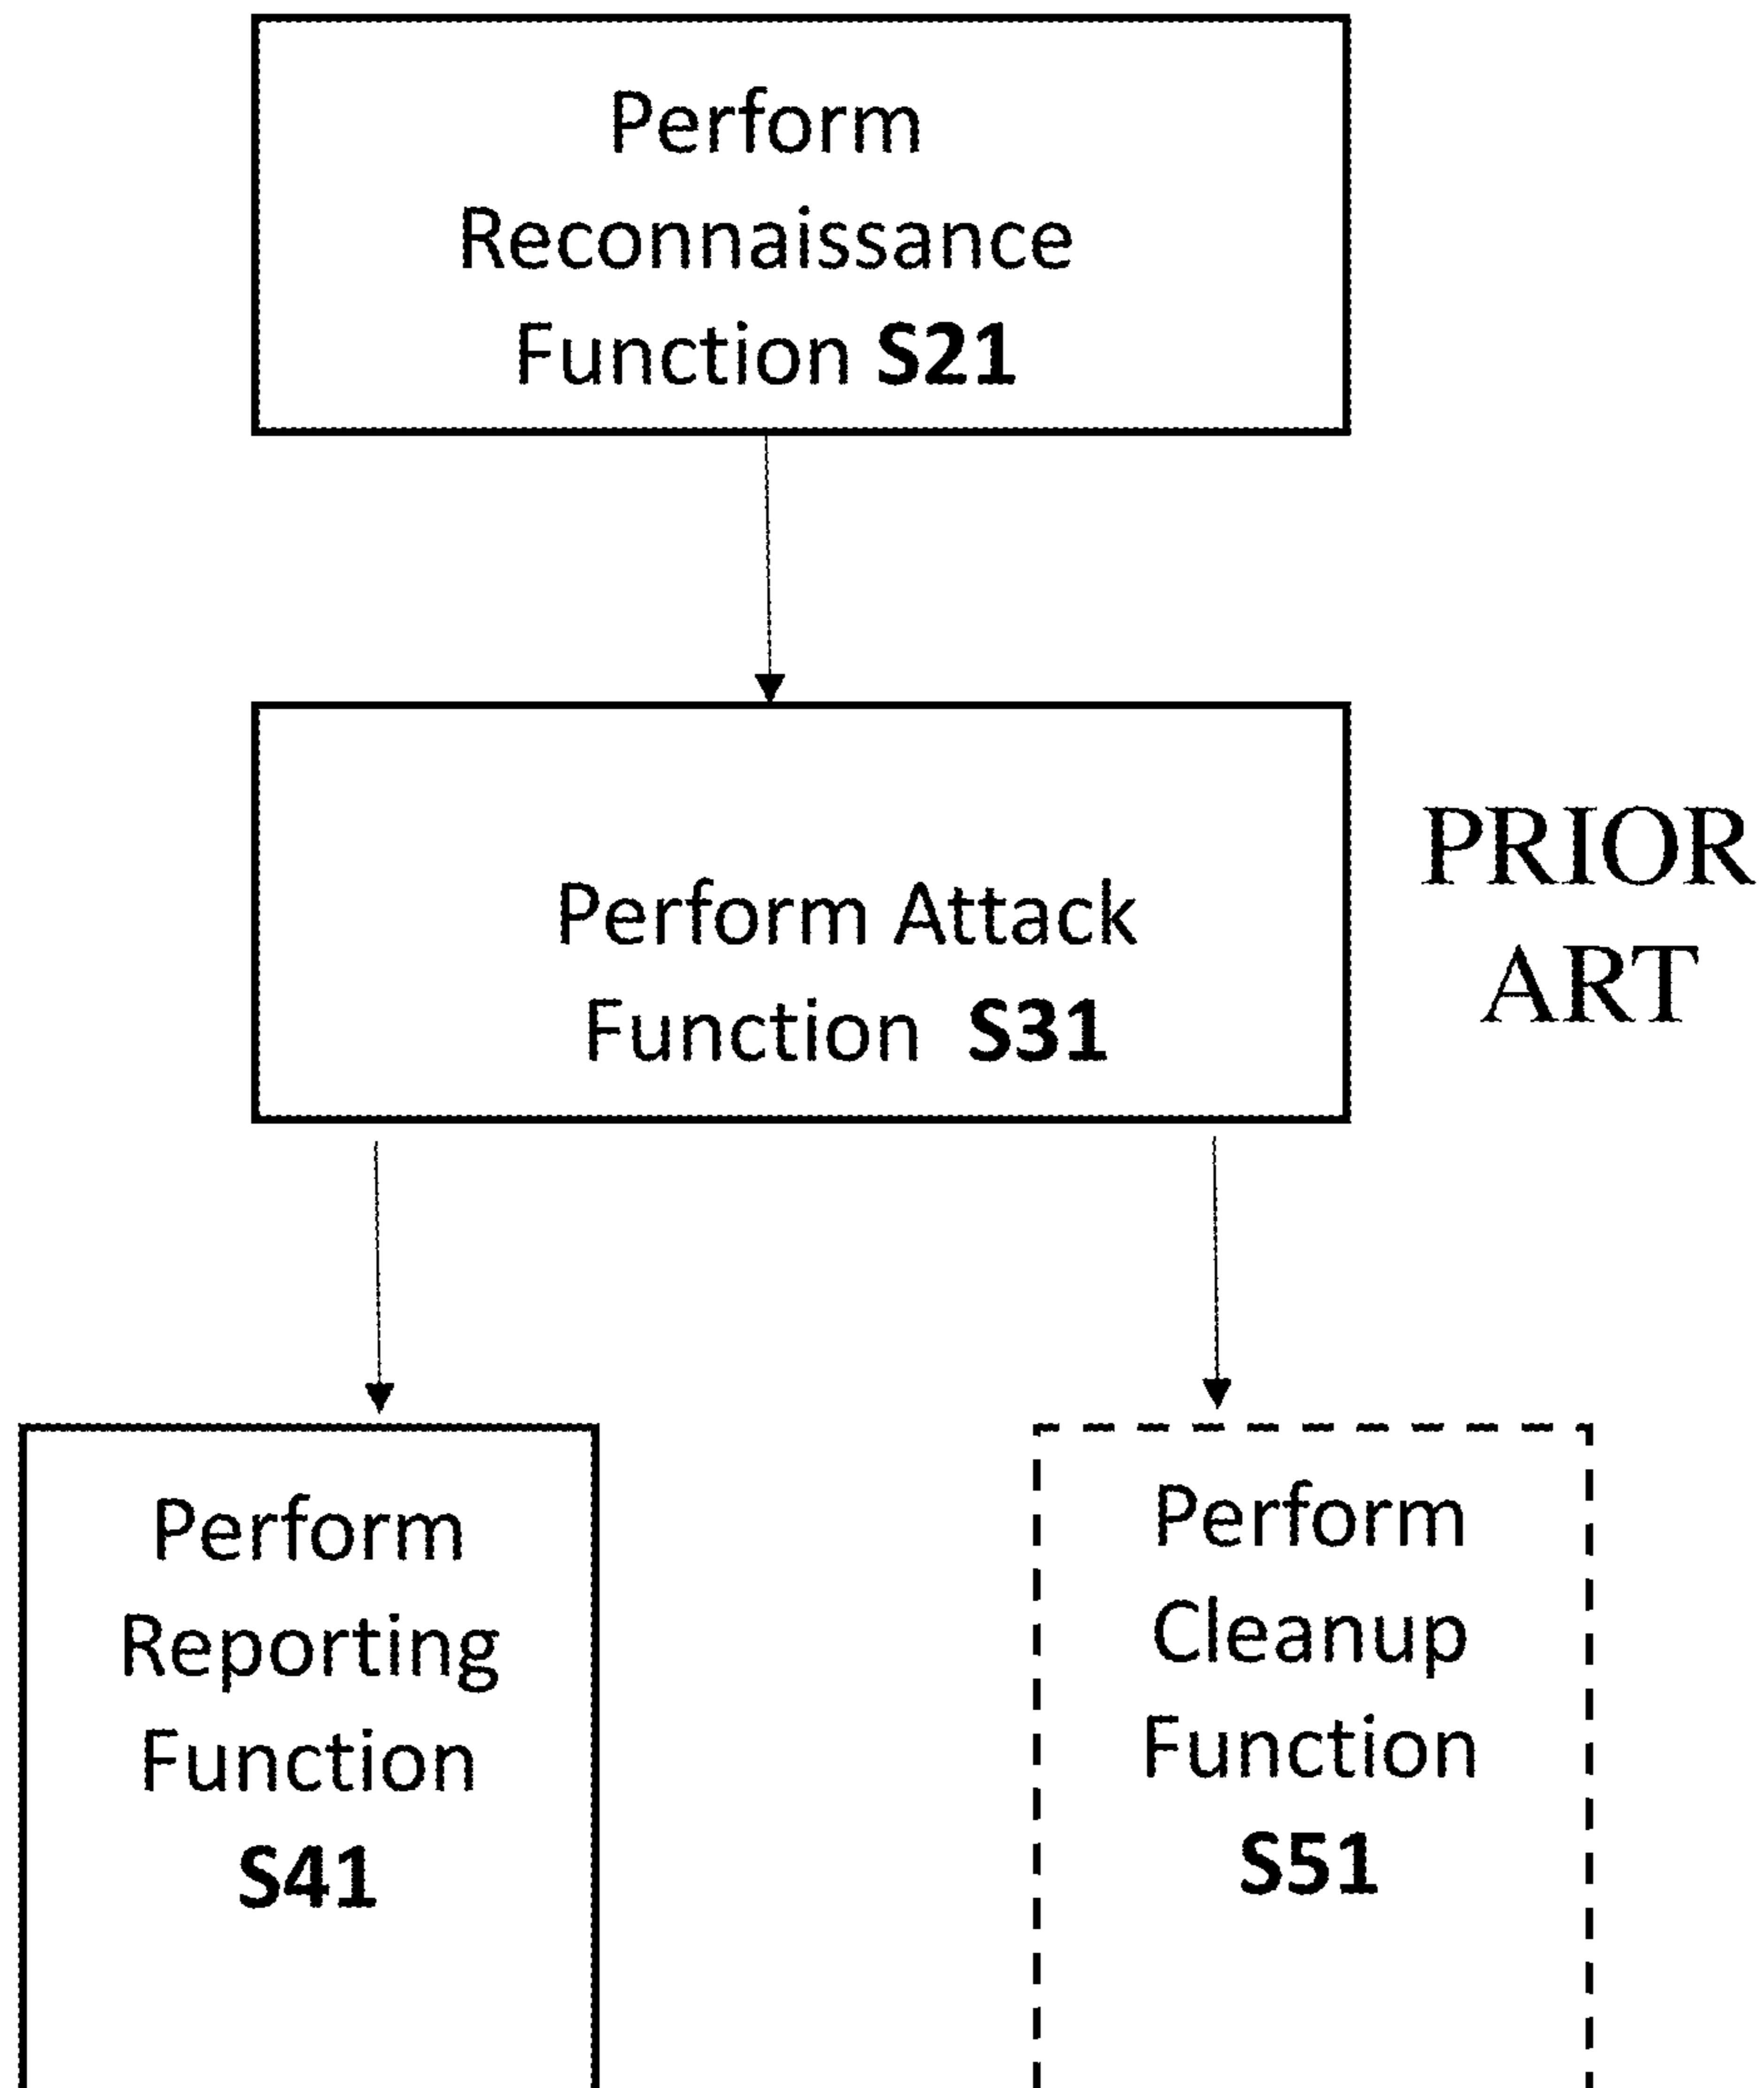 Perform
Reconnaissance
Function S21
Perform Attack
Function S31
PRIOR
ART
Perform
Reporting
Function
S41
Perform
Cleanup
Function
S51